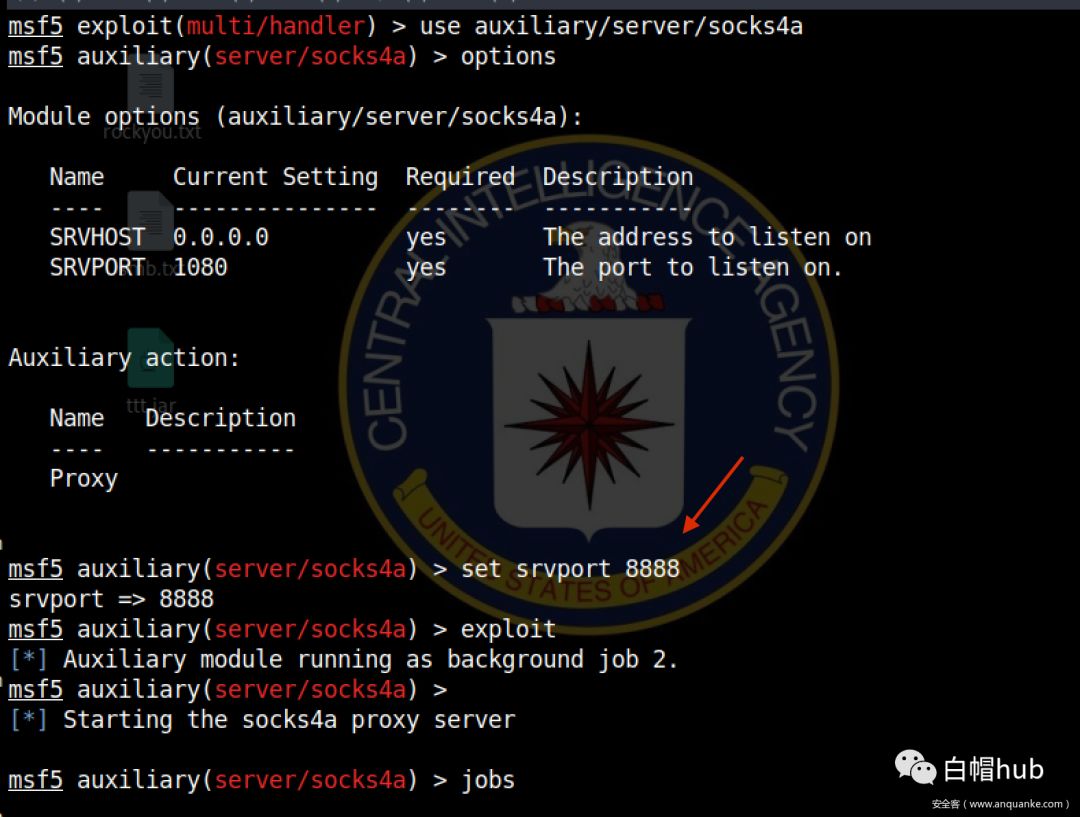 msf5 exploit(multi/handler) > use auxiliary/server/socks4a
msf5 auxiliary(server/socks4a) > options
Module options (auxiliary/server/socks4a):
rockyou.txt
Name Current Setting Required Description
---- --------------- -------- -----------
SRVHOST 0.0.0.0 yes The address to listen on
SRVPORT 1080 yes The port to listen on.
CENTRAL INTELLIGENCE AGENCY
Auxiliary action:
ttt.jar
Name Description
---- -----------
Proxy
UNITED STATES OF AMERICA
msf5 auxiliary(server/socks4a) > set srvport 8888
srvport => 8888
msf5 auxiliary(server/socks4a) > exploit
[*] Auxiliary module running as background job 2.
msf5 auxiliary(server/socks4a) >
[*] Starting the socks4a proxy server
msf5 auxiliary(server/socks4a) > jobs
白帽hub
安全客（www.anquanke.com）